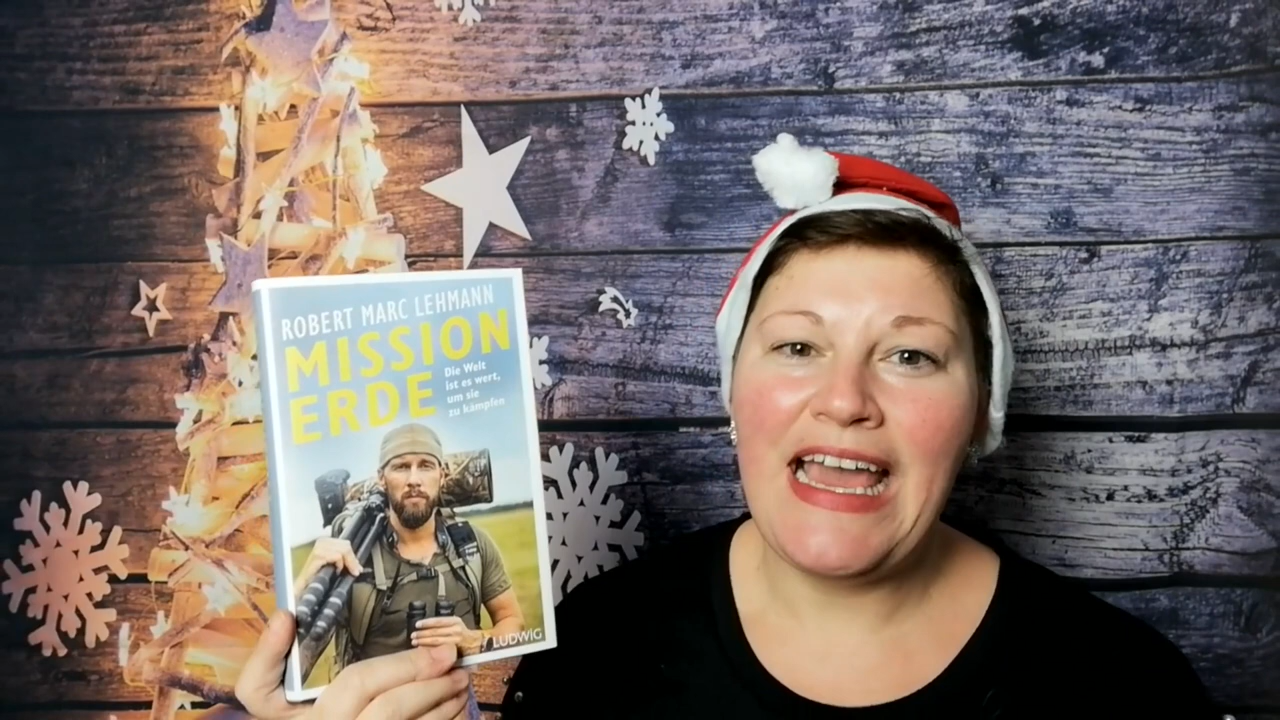 ROBERT MARC LEHMANN
MISSION
ERDE
Die Welt
ist es wert,
um sie
zu kämpfen
LUDWIG